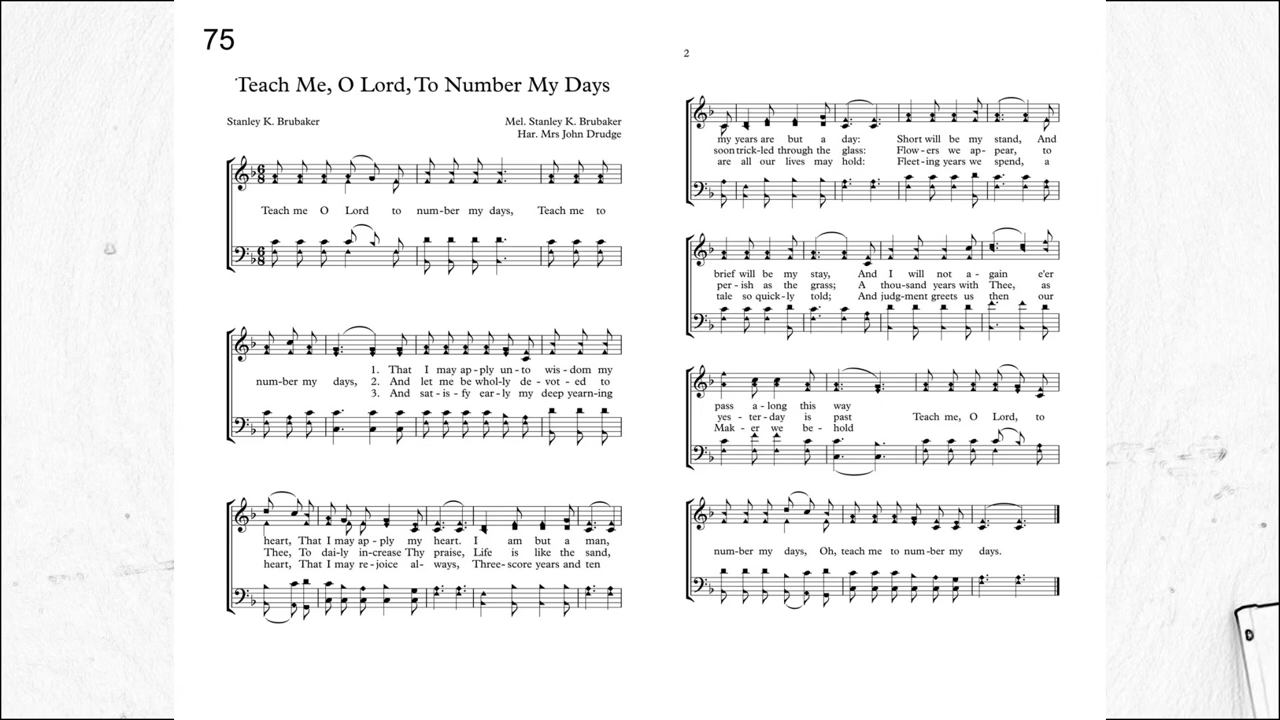 75
Teach Me, O Lord, To Number My Days
Stanley K. Brubaker
Mel. Stanley K. Brubaker
Har. Mrs John Drudge
Teach me O Lord to num-ber my days, Teach me to
1. That I may ap-ply un-to wis-dom my
num-ber my days, 2. And let me be whol-ly de-vot-ed to
3. And sat-is-fy ear-ly my deep yearn-ing
heart, That I may ap-ply my heart. I am but a man,
Thee, To dai-ly in-crease Thy praise, Life is like the sand,
heart, That I may re-joice al-ways, Three-score years and ten
2
my years are but a day: Short will be my stand, And
soon trick-led through the glass: Flow-ers we ap-pear, to
are all our lives may hold: Fleet-ing years we spend, a
brief will be my stay, And I will not a-gain e'er
per-ish as the grass; A thou-sand years with Thee, as
tale so quick-ly told; And judg-ment greets us then our
pass a-long this way
yes-ter-day is past Teach me, O Lord, to
Mak-er we be-hold
num-ber my days, Oh, teach me to num-ber my days.